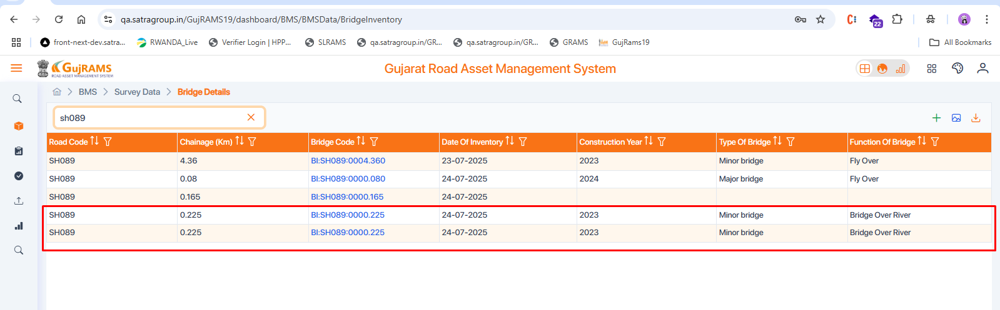 qa.satragroup.in/GujRAMS19/dashboard/BMS/BMSData/BridgeInventory
22
front-next-dev.satra... RWANDA_Live Verifier Login | HPP... SLRAMS qa.satragroup.in/GR... qa.satragroup.in/GR... GRAMS GujRams19 All Bookmarks
GujRAMS
ROAD ASSET MANAGEMENT SYSTEM
Gujarat Road Asset Management System
BMS > Survey Data > Bridge Details
sh089
Road Code Chainage (Km) Bridge Code Date Of Inventory Construction Year Type Of Bridge Function Of Bridge
SH089 4.36 BI:SH089:0004.360 23-07-2025 2023 Minor bridge Fly Over
SH089 0.08 BI:SH089:0000.080 24-07-2025 2024 Major bridge Fly Over
SH089 0.165 BI:SH089:0000.165 24-07-2025
SH089 0.225 BI:SH089:0000.225 24-07-2025 2023 Minor bridge Bridge Over River
SH089 0.225 BI:SH089:0000.225 24-07-2025 2023 Minor bridge Bridge Over River